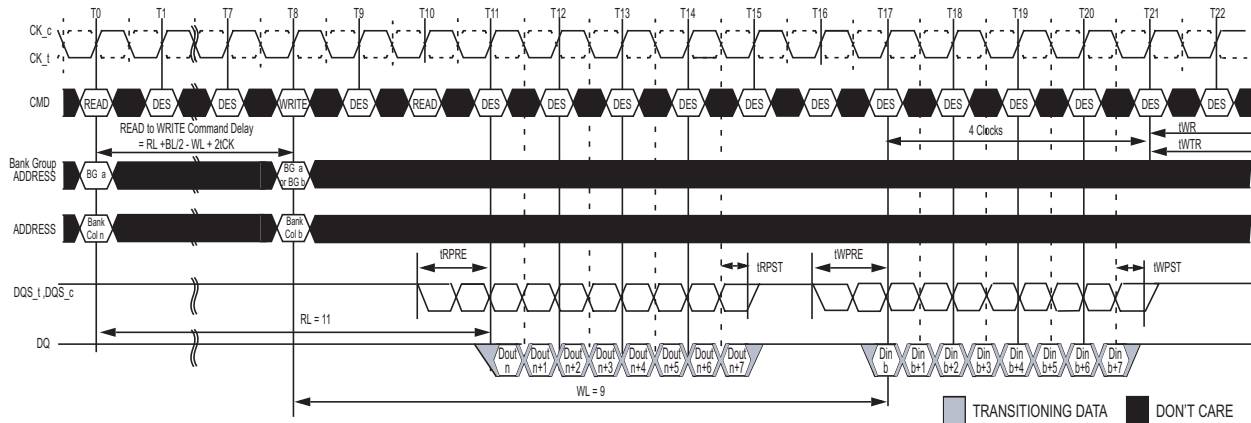 T0 T1 T7 T8 T9 T10 T11 T12 T13 T14 T15 T16 T17 T18 T19 T20 T21 T22
CK_c
CK_t
CMD READ DES DES WRITE DES READ DES DES DES DES DES DES DES DES DES DES DES DES
READ to WRITE Command Delay
= RL +BL/2 - WL + 2tCK
4 Clocks
tWR
tWTR
Bank Group
ADDRESS
BG a
BG a
or BG b
ADDRESS
Bank
Col n
Bank
Col b
tRPRE
tRPST
tWPRE
tWPST
DQS_t ,DQS_c
RL = 11
DQ
Dout
n
Dout
n+1
Dout
n+2
Dout
n+3
Dout
n+4
Dout
n+5
Dout
n+6
Dout
n+7
Din
b
Din
b+1
Din
b+2
Din
b+3
Din
b+4
Din
b+5
Din
b+6
Din
b+7
WL = 9
TRANSITIONING DATA
DON'T CARE